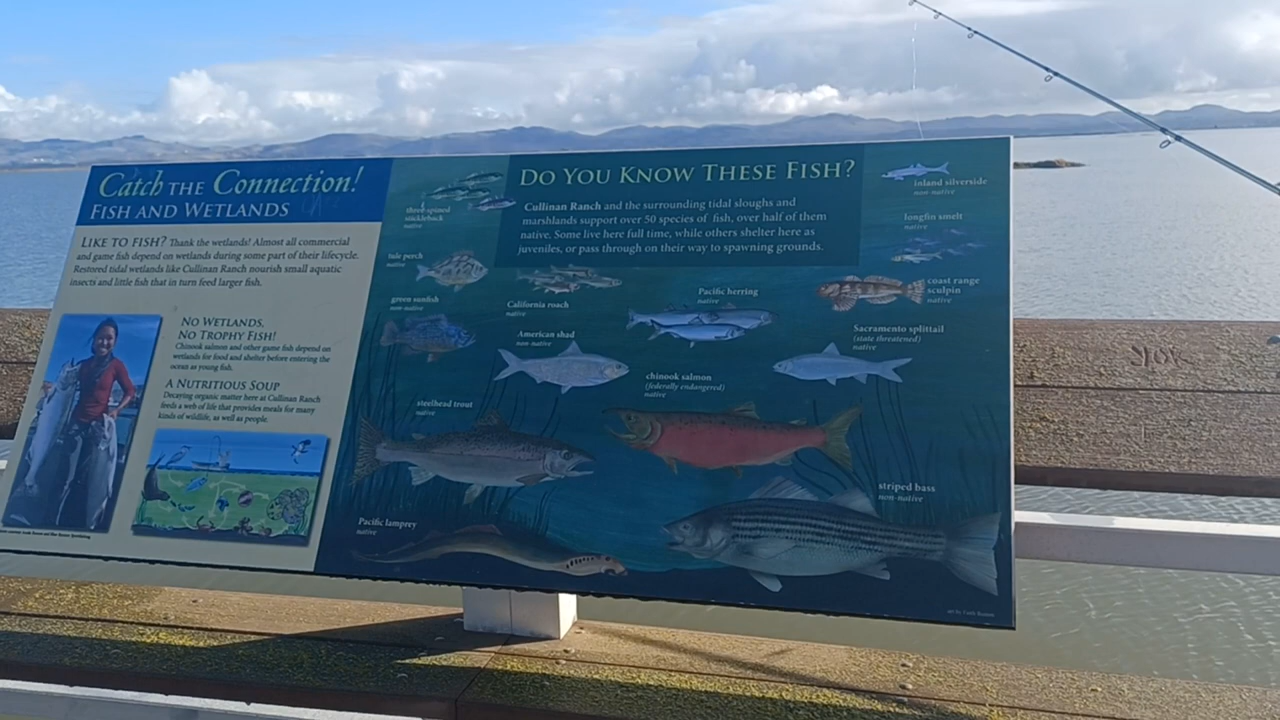 Catch the Connection!
Fish and Wetlands
Like to fish? Thank the wetlands! Almost all commercial
and game fish depend on wetlands during some part of their lifecycle.
Restored tidal wetlands like Cullinan Ranch nourish small aquatic
insects and little fish that in turn feed larger fish.
No Wetlands,
No Trophy Fish!
Chinook salmon and other game fish depend on
wetlands for food and shelter before entering the
ocean as young fish.
A Nutritious Soup
Decaying organic matter here at Cullinan Ranch
feeds a web of life that provides meals for many
kinds of wildlife, as well as people.
Do You Know These Fish?
Cullinan Ranch and the surrounding tidal sloughs and
marshlands support over 50 species of fish, over half of them
native. Some live here full time, while others shelter here as
juveniles, or pass through on their way to spawning grounds.
three-spined
stickleback
native
inland silverside
non-native
longfin smelt
native
tule perch
native
coast range
sculpin
native
green sunfish
non-native
California roach
native
Pacific herring
native
American shad
non-native
Sacramento splittail
(state threatened)
native
chinook salmon
(federally endangered)
native
steelhead trout
native
striped bass
non-native
Pacific lamprey
native